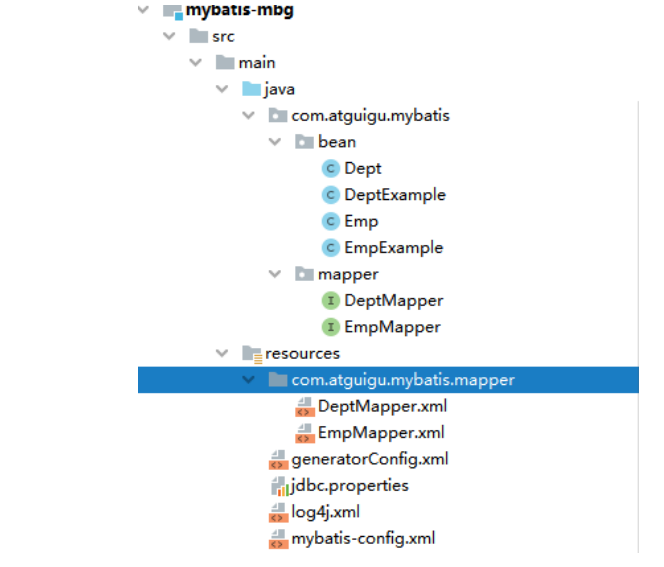 mybatis-mbg
src
main
java
com.atguigu.mybatis
bean
C Dept
C DeptExample
C Emp
C EmpExample
mapper
I DeptMapper
I EmpMapper
resources
com.atguigu.mybatis.mapper
DeptMapper.xml
EmpMapper.xml
generatorConfig.xml
jdbc.properties
log4j.xml
mybatis-config.xml